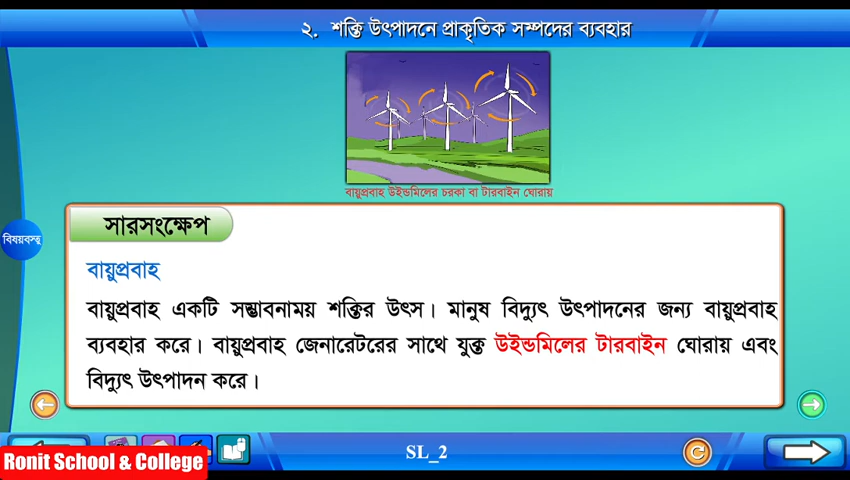 ২. শক্তি উৎপাদনে প্রাকৃতিক সম্পদের ব্যবহার
বায়ুপ্রবাহ উইন্ডমিলের চরকা বা টারবাইন ঘোরায়
সারসংক্ষেপ
বিষয়বস্তু
বায়ুপ্রবাহ
বায়ুপ্রবাহ একটি সম্ভাবনাময় শক্তির উৎস। মানুষ বিদ্যুৎ উৎপাদনের জন্য বায়ুপ্রবাহ
ব্যবহার করে। বায়ুপ্রবাহ জেনারেটরের সাথে যুক্ত উইন্ডমিলের টারবাইন ঘোরায় এবং
বিদ্যুৎ উৎপাদন করে।
SL_2
Ronit School & College